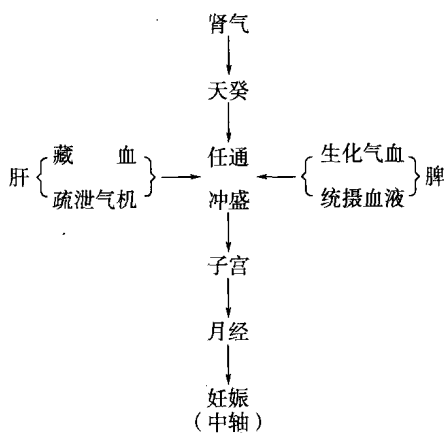 肾气
天癸
肝 藏 血 任通 生化气血 脾
疏泄气机 冲盛 统摄血液
子宫
月经
妊娠
（中轴）